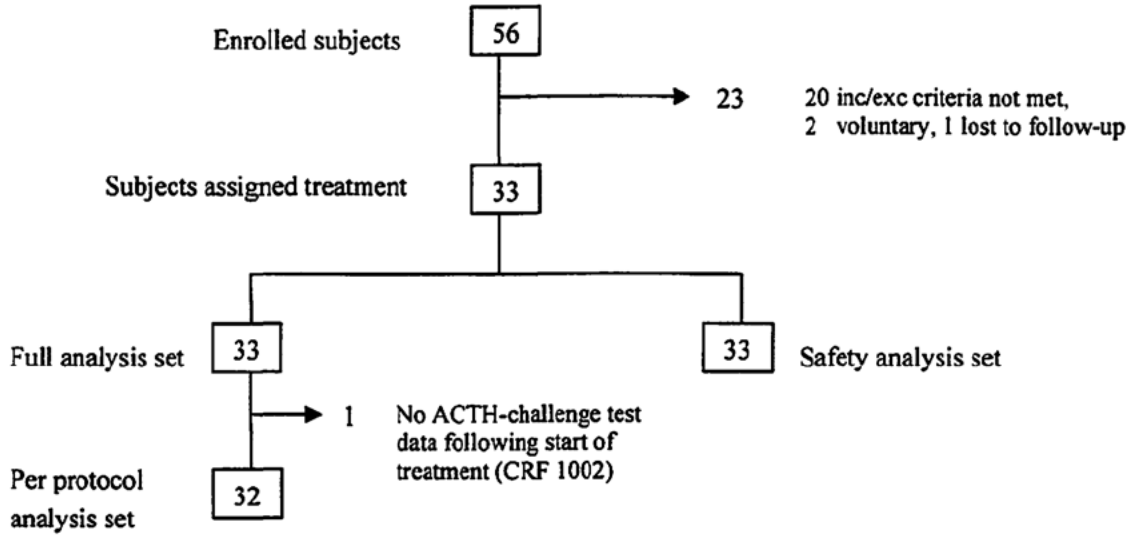 Enrolled subjects
56
23
20 inc/exc criteria not met,
2 voluntary, 1 lost to follow-up
Subjects assigned treatment
33
Full analysis set
33
33
Safety analysis set
1
No ACTH-challenge test
data following start of
treatment (CRF 1002)
Per protocol
analysis set
32